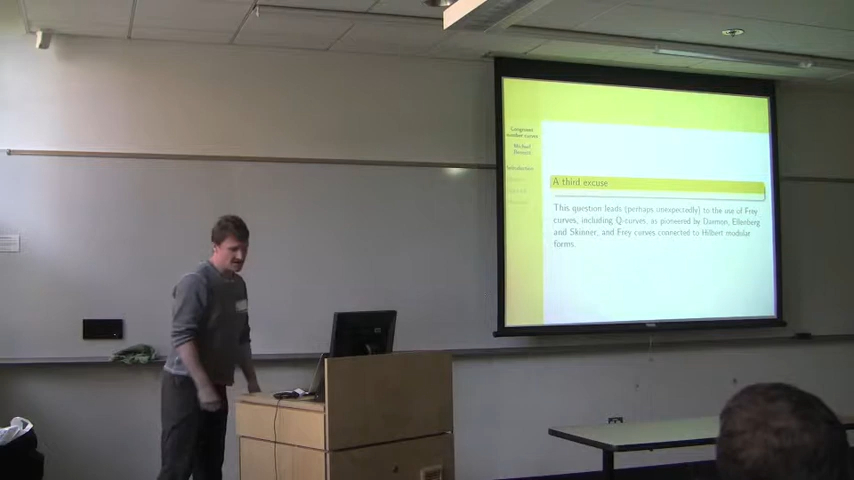 Congruent
number curves
Michael
Bennett
Introduction
A third excuse
This question leads (perhaps unexpectedly) to the use of Frey
curves, including Q-curves, as pioneered by Darmon, Ellenberg
and Skinner, and Frey curves connected to Hilbert modular
forms.